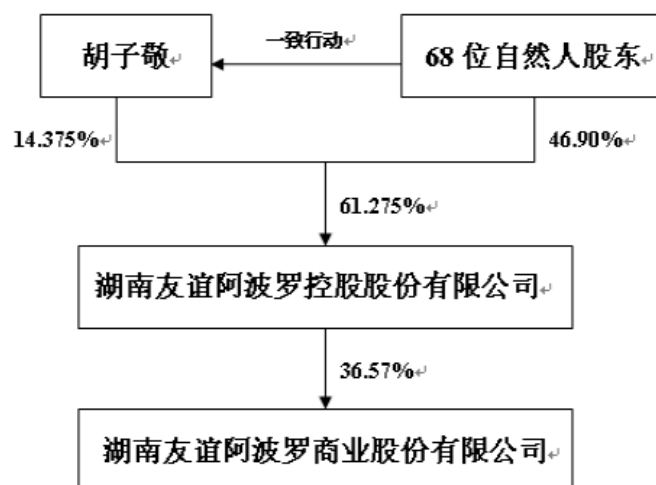 胡子敬
一致行动
68 位自然人股东
14.375%
46.90%
61.275%
湖南友谊阿波罗控股股份有限公司
36.57%
湖南友谊阿波罗商业股份有限公司